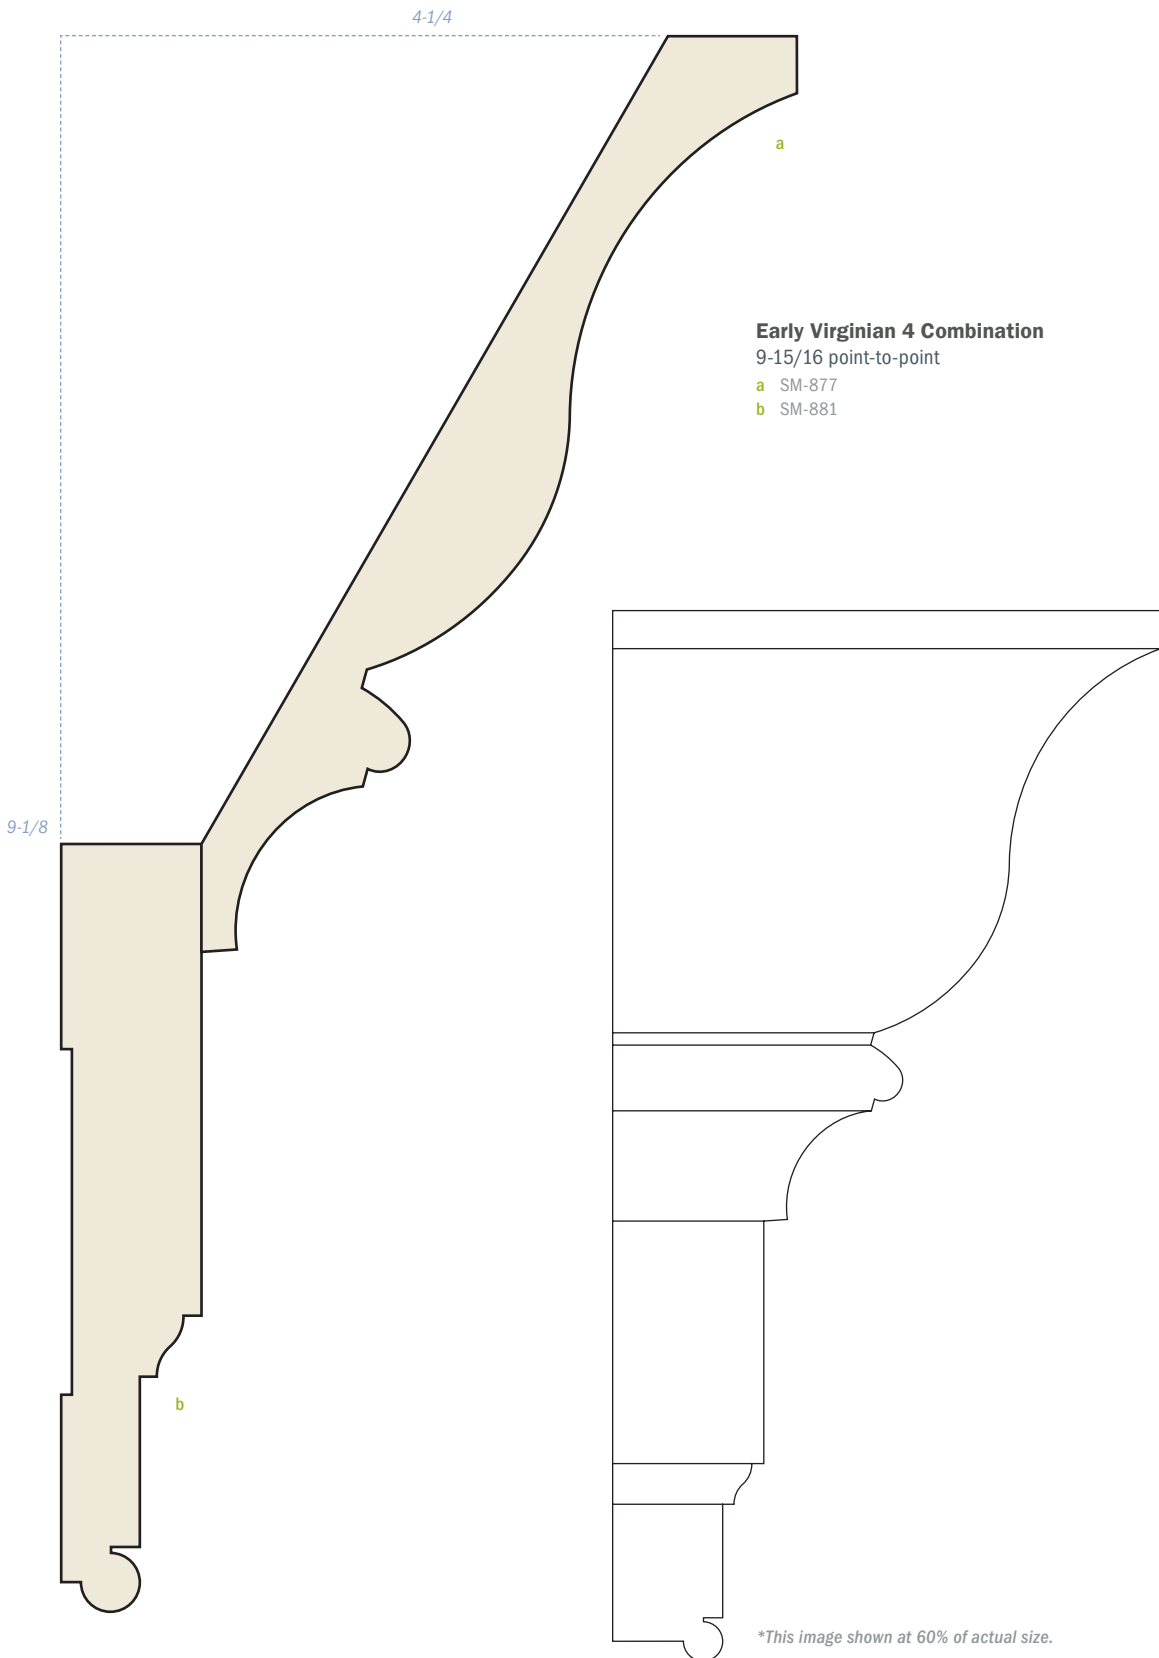 4-1/4
a
Early Virginian 4 Combination
9-15/16 point-to-point
a SM-877
b SM-881
9-1/8
b
*This image shown at 60% of actual size.